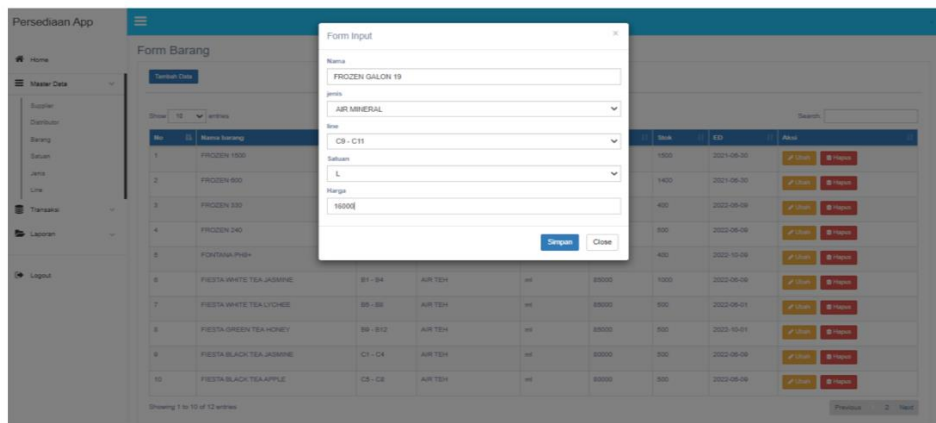 Persediaan App
Home
Master Data
Supplier
Distributor
Barang
Satuan
Jenis
Line
Transaksi
Laporan
Logout
Form Barang
Tambah Data
Show 10 entries
Search:
Form Input ×
Nama
FROZEN GALON 19
jenis
AIR MINERAL
line
C9 - C11
Satuan
L
Harga
16000
Simpan Close
No Nama barang Stok ED Aksi
1 FROZEN 1500 1500 2021-06-30 Ubah Hapus
2 FROZEN 600 1400 2021-06-30 Ubah Hapus
3 FROZEN 330 400 2022-06-09 Ubah Hapus
4 FROZEN 240 500 2022-06-09 Ubah Hapus
5 FONTANA PH9+ 400 2022-10-09 Ubah Hapus
6 FIESTA WHITE TEA JASMINE B1 - B4 AIR TEH ml 85000 1000 2022-06-09 Ubah Hapus
7 FIESTA WHITE TEA LYCHEE B5 - B8 AIR TEH ml 85000 500 2022-06-01 Ubah Hapus
8 FIESTA GREEN TEA HONEY B9 - B12 AIR TEH ml 85000 500 2022-10-01 Ubah Hapus
9 FIESTA BLACK TEA JASMINE C1 - C4 AIR TEH ml 80000 500 2022-06-09 Ubah Hapus
10 FIESTA BLACK TEA APPLE C5 - C8 AIR TEH ml 80000 500 2022-06-09 Ubah Hapus
Showing 1 to 10 of 12 entries
Previous 2 Next